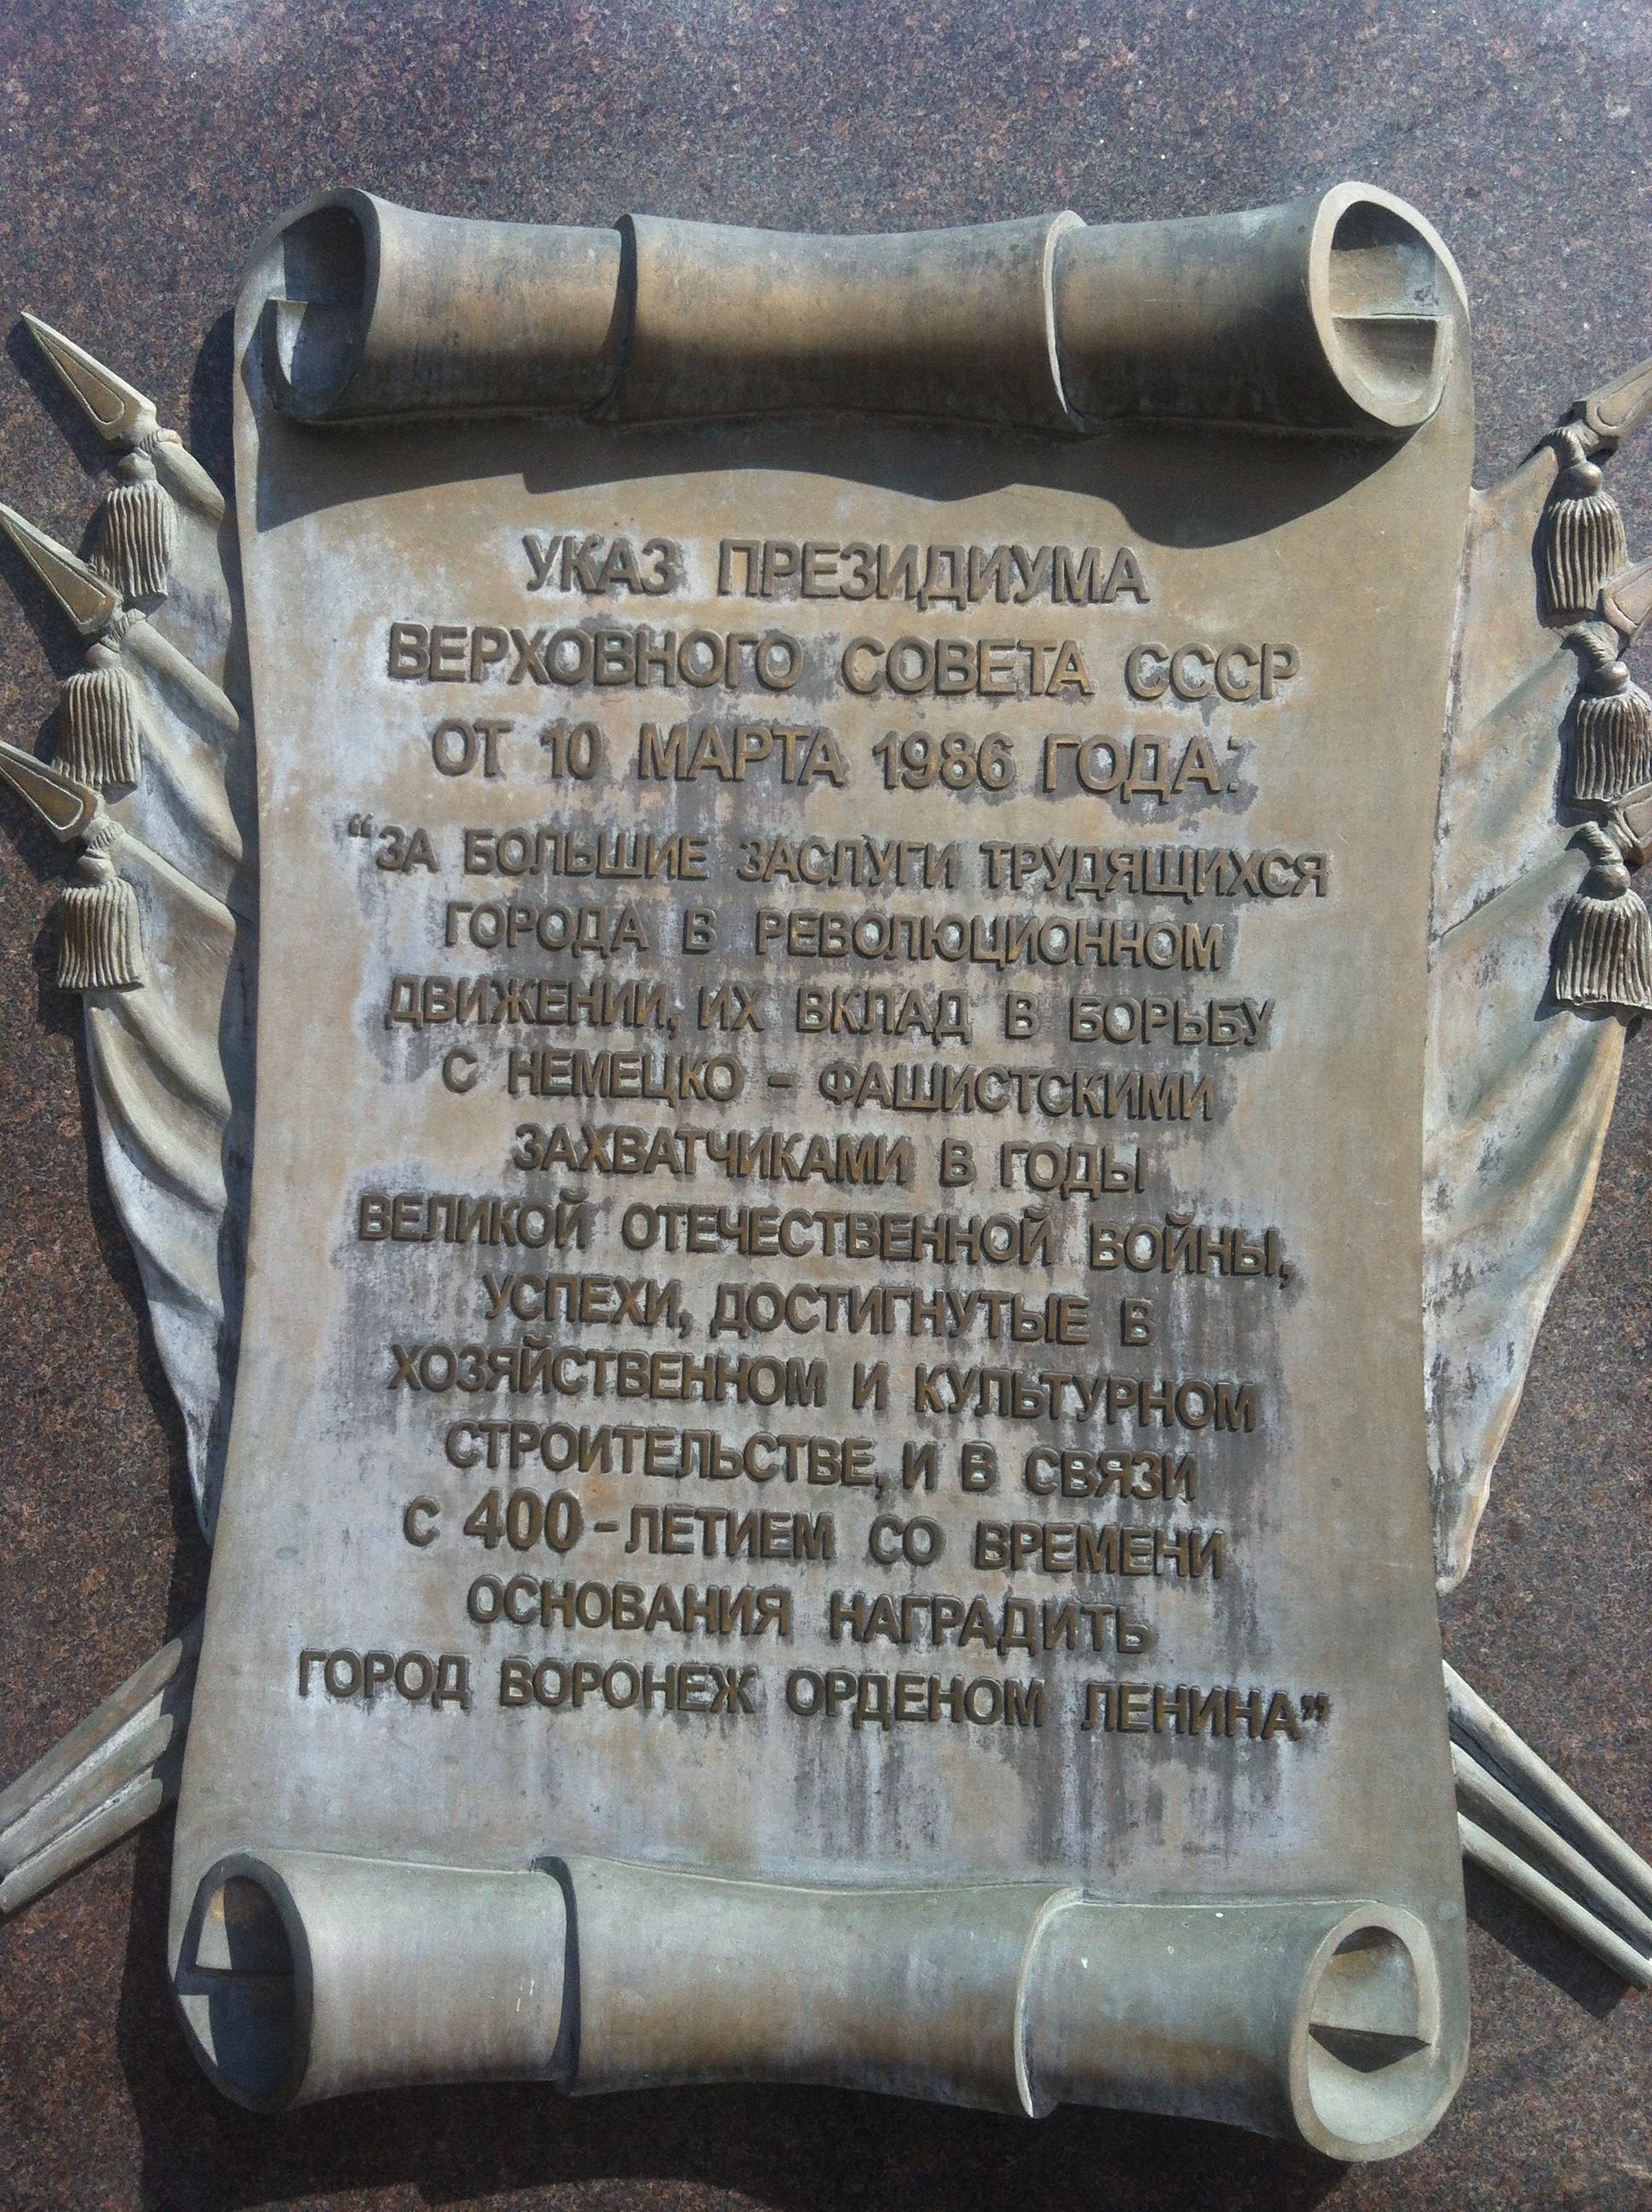 УКАЗ ПРЕЗИДИУМА
ВЕРХОВНОГО СОВЕТА СССР
ОТ 10 МАРТА 1986 ГОДА:
“ЗА БОЛЬШИЕ ЗАСЛУГИ ТРУДЯЩИХСЯ
ГОРОДА В РЕВОЛЮЦИОННОМ
ДВИЖЕНИИ, ИХ ВКЛАД В БОРЬБУ
С НЕМЕЦКО - ФАШИСТСКИМИ
ЗАХВАТЧИКАМИ В ГОДЫ
ВЕЛИКОЙ ОТЕЧЕСТВЕННОЙ ВОЙНЫ,
УСПЕХИ, ДОСТИГНУТЫЕ В
ХОЗЯЙСТВЕННОМ И КУЛЬТУРНОМ
СТРОИТЕЛЬСТВЕ, И В СВЯЗИ
С 400-ЛЕТИЕМ СО ВРЕМЕНИ
ОСНОВАНИЯ НАГРАДИТЬ
ГОРОД ВОРОНЕЖ ОРДЕНОМ ЛЕНИНА”